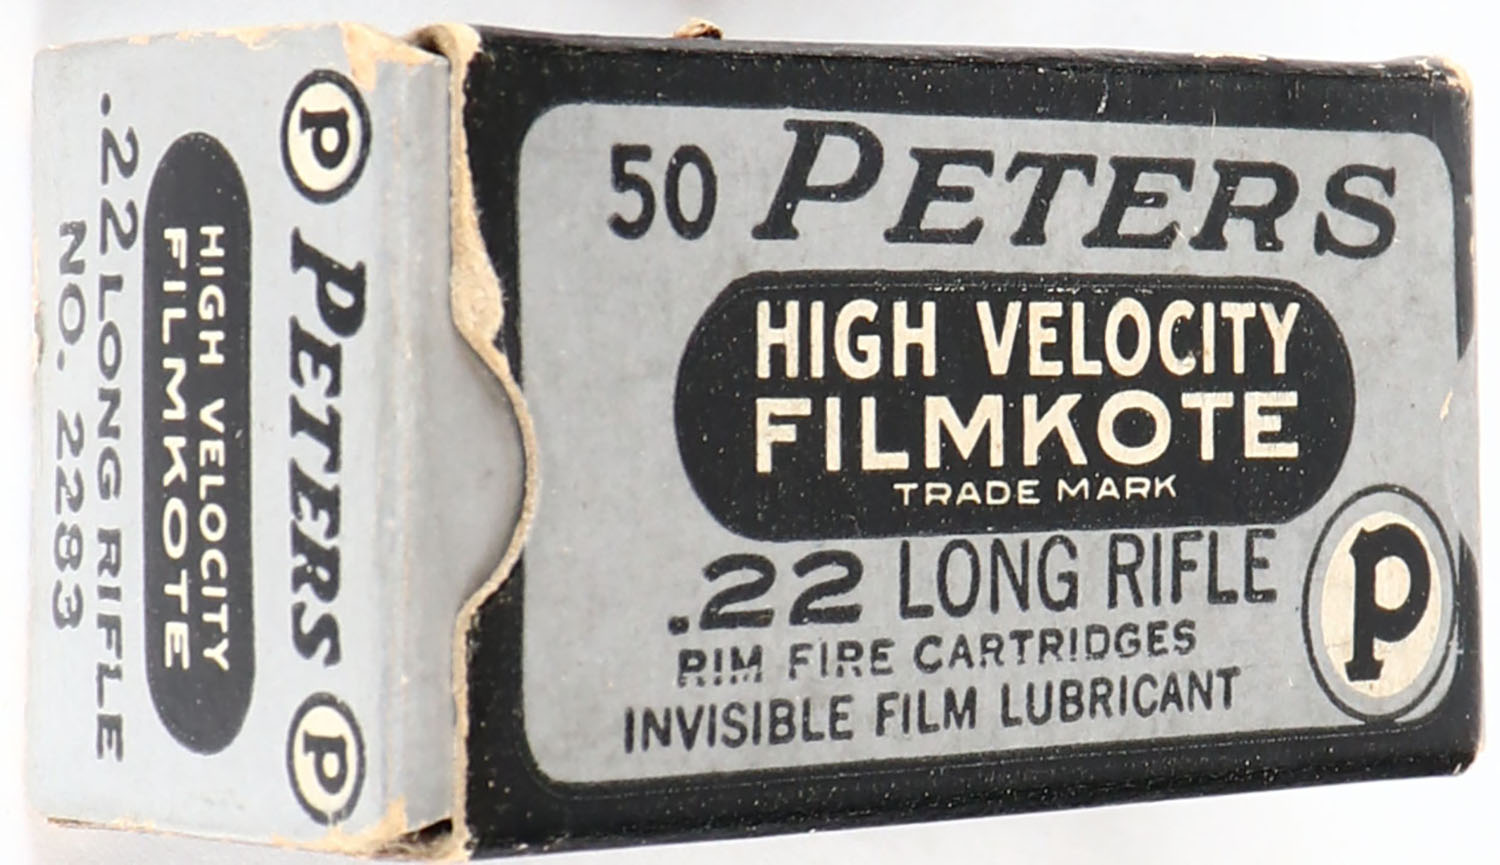 50 PETERS
HIGH VELOCITY
FILMKOTE
TRADE MARK
.22 LONG RIFLE
RIM FIRE CARTRIDGES
INVISIBLE FILM LUBRICANT
P
P PETERS P
HIGH VELOCITY
FILMKOTE
.22 LONG RIFLE
NO. 2283